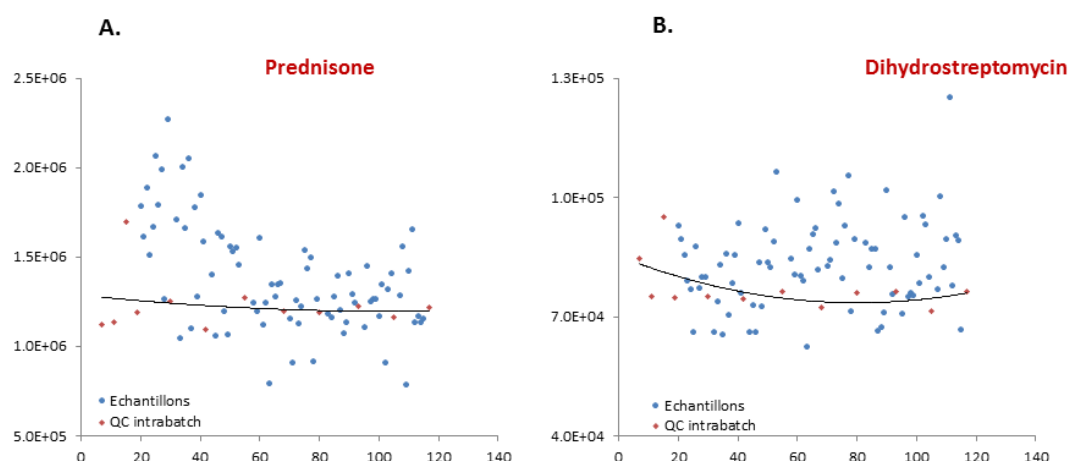 A.
Prednisone
2.5E+06
2.0E+06
1.5E+06
1.0E+06
5.0E+05
Echantillons
QC intrabatch
0 20 40 60 80 100 120 140
B.
Dihydrostreptomycin
1.3E+05
1.0E+05
7.0E+04
4.0E+04
Echantillons
QC intrabatch
0 20 40 60 80 100 120 140